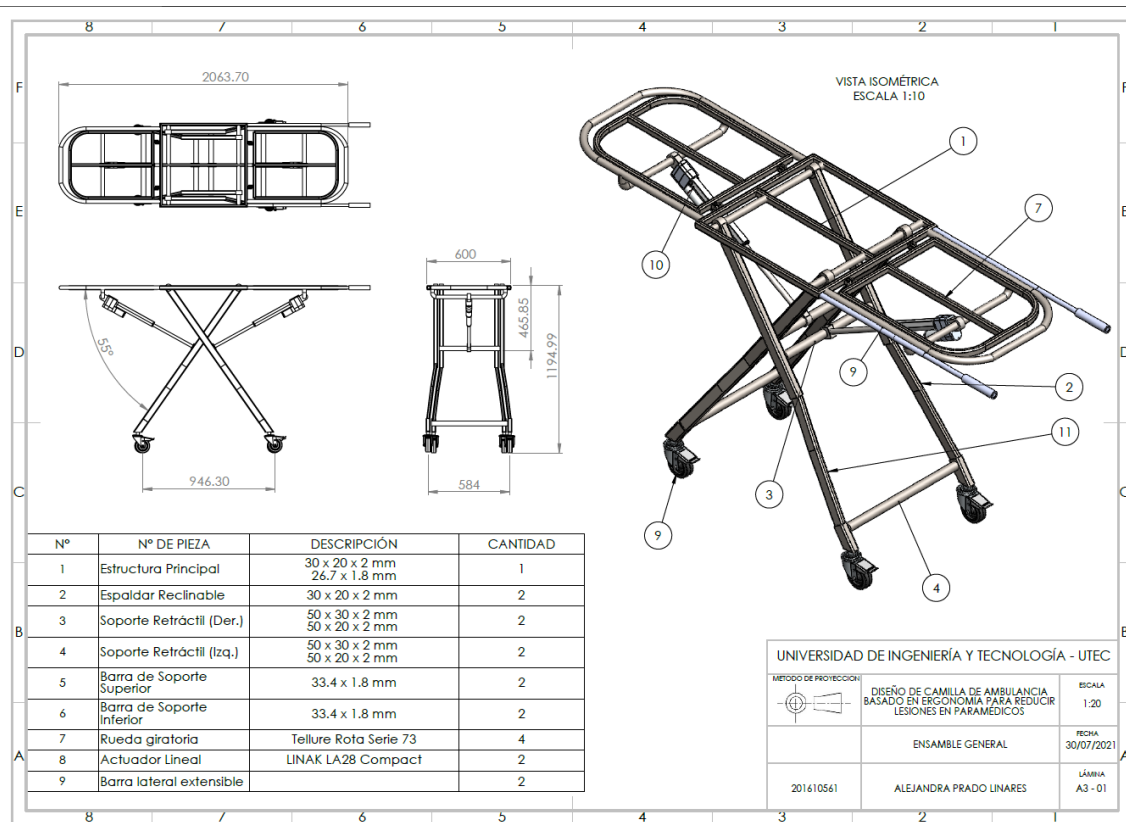 8 7 6 5 4 3 2 1
F
E
D
C
B
A
F
E
D
C
B
A
2063.70
55°
946.30
600
465.85
1194.99
584
VISTA ISOMÉTRICA
ESCALA 1:10
1
7
10
9
2
11
3
9
4
Nº Nº DE PIEZA DESCRIPCIÓN CANTIDAD
1 Estructura Principal 30 x 20 x 2 mm 1
26.7 x 1.8 mm
2 Espaldar Reclinable 30 x 20 x 2 mm 2
3 Soporte Retráctil (Der.) 50 x 30 x 2 mm 2
50 x 20 x 2 mm
4 Soporte Retráctil (Izq.) 50 x 30 x 2 mm 2
50 x 20 x 2 mm
5 Barra de Soporte 33.4 x 1.8 mm 2
Superior
6 Barra de Soporte 33.4 x 1.8 mm 2
Inferior
7 Rueda giratoria Tellure Rota Serie 73 4
8 Actuador Lineal LINAK LA28 Compact 2
9 Barra lateral extensible 2
UNIVERSIDAD DE INGENIERÍA Y TECNOLOGÍA - UTEC
METODO DE PROYECCION
DISEÑO DE CAMILLA DE AMBULANCIA
BASADO EN ERGONOMÍA PARA REDUCIR
LESIONES EN PARAMÉDICOS
ESCALA
1:20
ENSAMBLE GENERAL
FECHA
30/07/2021
201610561
ALEJANDRA PRADO LINARES
LÁMINA
A3 - 01
8 7 6 5 4 3 2 1